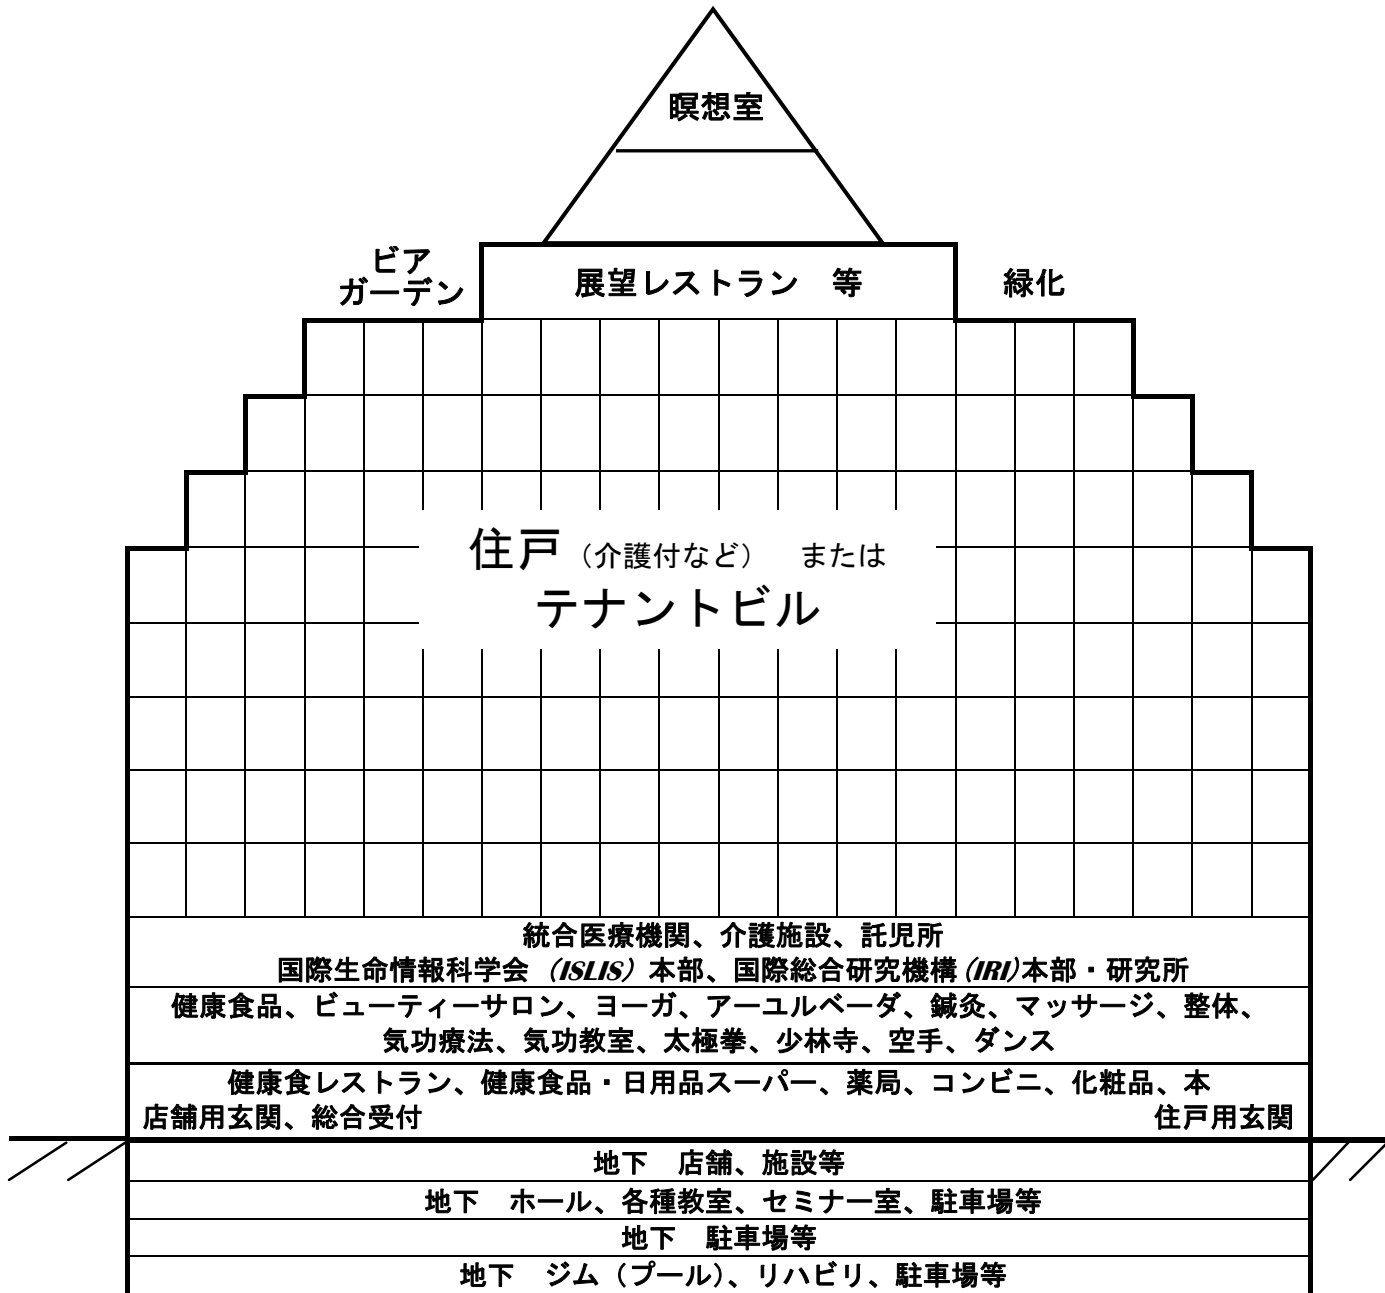 瞑想室
ビア
ガーデン
展望レストラン　等
緑化
住戸（介護付など）　または
テナントビル
統合医療機関、介護施設、託児所
国際生命情報科学会（ISLIS）本部、国際総合研究機構（IRI）本部・研究所
健康食品、ビューティーサロン、ヨーガ、アーユルベーダ、鍼灸、マッサージ、整体、
気功療法、気功教室、太極拳、少林寺、空手、ダンス
健康食レストラン、健康食品・日用品スーパー、薬局、コンビニ、化粧品、本
店舗用玄関、総合受付　住戸用玄関
地下　店舗、施設等
地下　ホール、各種教室、セミナー室、駐車場等
地下　駐車場等
地下　ジム（プール）、リハビリ、駐車場等